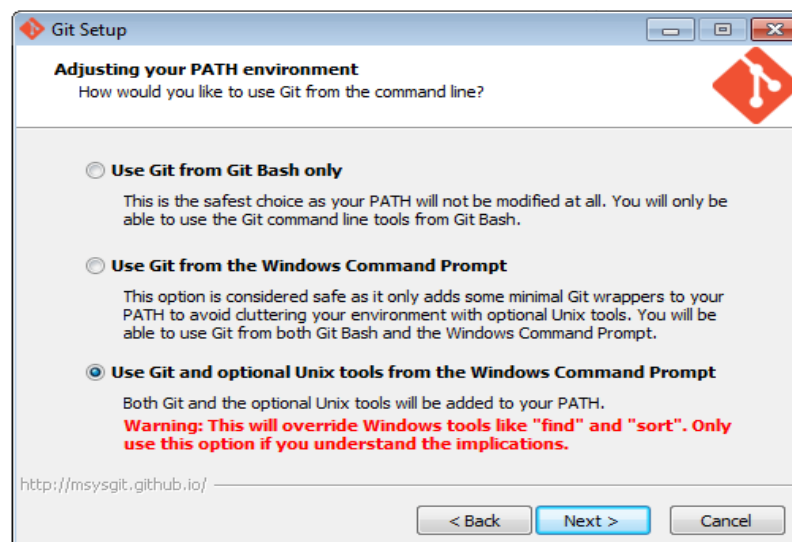 Git Setup
Adjusting your PATH environment
How would you like to use Git from the command line?
Use Git from Git Bash only
This is the safest choice as your PATH will not be modified at all. You will only be
able to use the Git command line tools from Git Bash.
Use Git from the Windows Command Prompt
This option is considered safe as it only adds some minimal Git wrappers to your
PATH to avoid cluttering your environment with optional Unix tools. You will be
able to use Git from both Git Bash and the Windows Command Prompt.
Use Git and optional Unix tools from the Windows Command Prompt
Both Git and the optional Unix tools will be added to your PATH.
Warning: This will override Windows tools like "find" and "sort". Only
use this option if you understand the implications.
http://msysgit.github.io/
< Back Next > Cancel